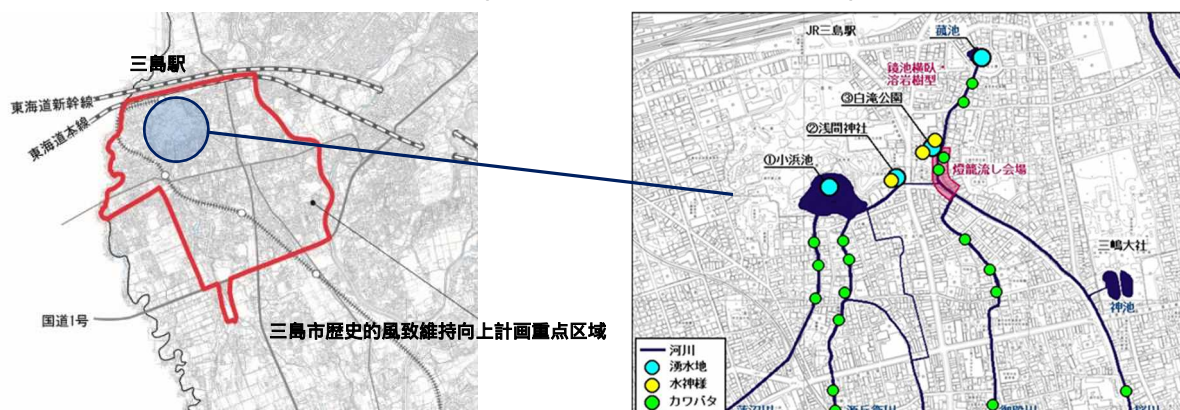 三島駅
東海道新幹線
東海道本線
国道1号
三島市歴史的風致維持向上計画重点区域
JR三島駅
菰池
鏡池横臥・
溶岩樹型
③白滝公園
②浅間神社
①小浜池
燈籠流し会場
三嶋大社
神池
河川
湧水地
水神様
カワバタ